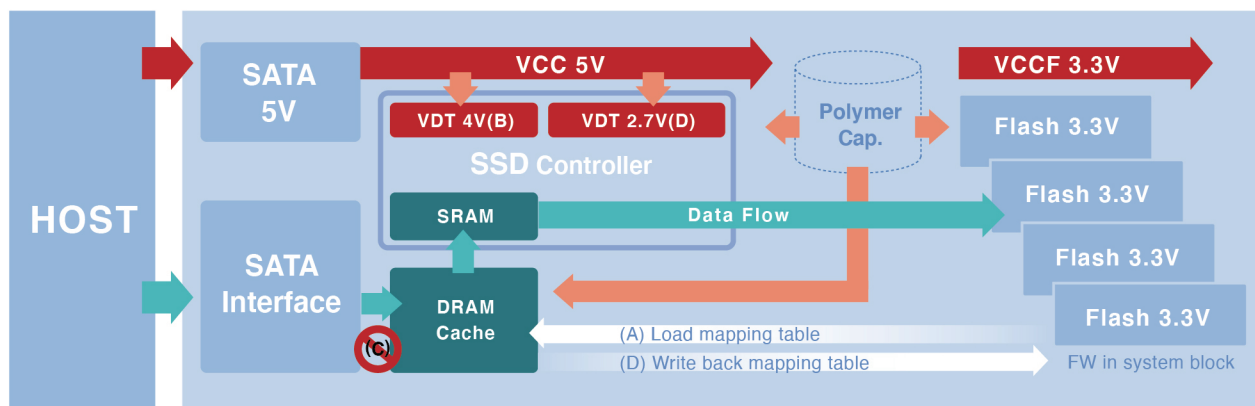 HOST
SATA
5V
VCC 5V
VCCF 3.3V
VDT 4V(B)
VDT 2.7V(D)
SSD Controller
Polymer
Cap.
Flash 3.3V
Flash 3.3V
Flash 3.3V
Flash 3.3V
SRAM
Data Flow
SATA
Interface
(C)
DRAM
Cache
(A) Load mapping table
(D) Write back mapping table
FW in system block